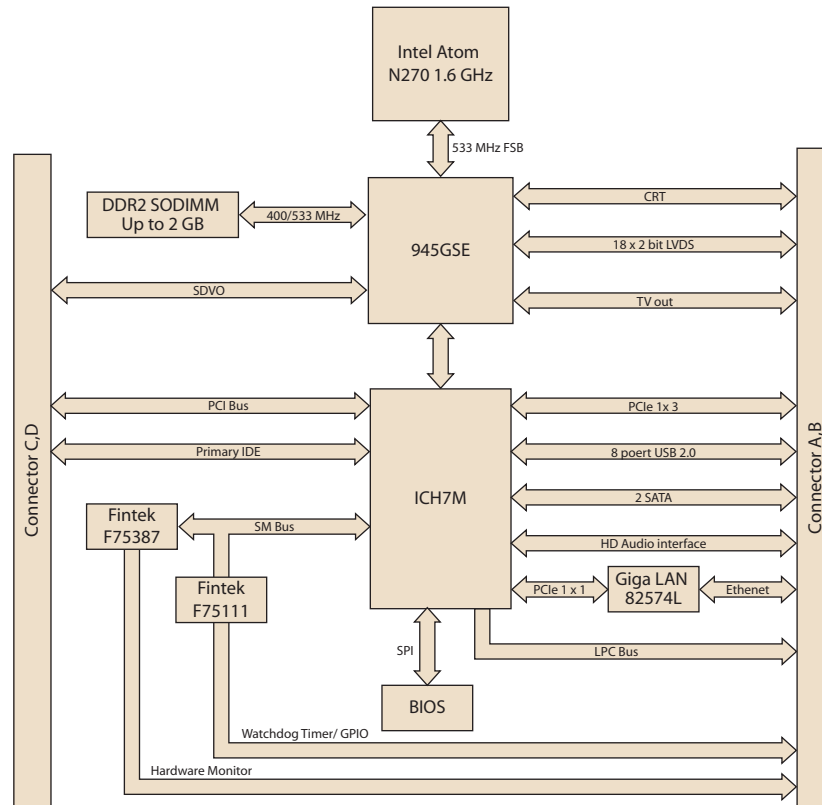 Intel Atom
N270 1.6 GHz
533 MHz FSB
DDR2 SODIMM
Up to 2 GB
400/533 MHz
945GSE
CRT
18 x 2 bit LVDS
TV out
SDVO
Connector C,D
Connector A,B
PCI Bus
Primary IDE
ICH7M
PCIe 1x 3
8 poert USB 2.0
2 SATA
HD Audio interface
Fintek
F75387
SM Bus
Fintek
F75111
PCIe 1 x 1
Giga LAN
82574L
Ethenet
SPI
LPC Bus
BIOS
Watchdog Timer/ GPIO
Hardware Monitor